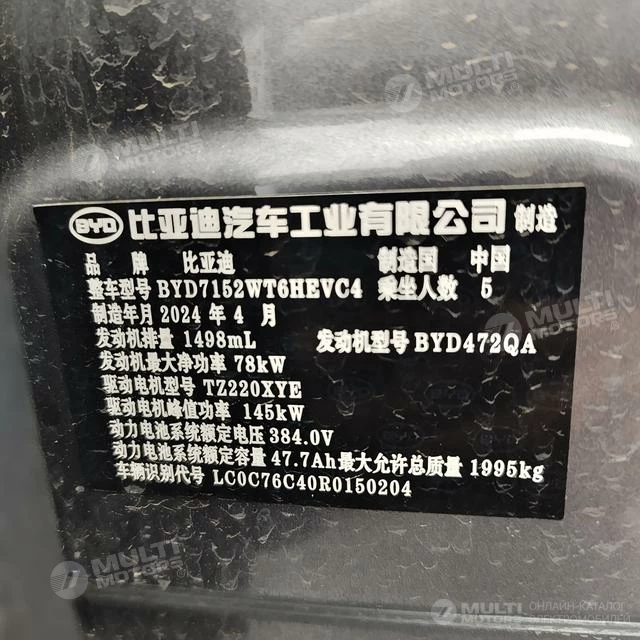 BYD 比亚迪汽车工业有限公司 制造
品牌 比亚迪 制造国 中国
整车型号 BYD7152WT6HEVC4 乘坐人数 5
制造年月 2024 年 4 月
发动机排量 1498mL 发动机型号 BYD472QA
发动机最大净功率 78kW
驱动电机型号 TZ220XYE
驱动电机峰值功率 145kW
动力电池系统额定电压 384.0V
动力电池系统额定容量 47.7Ah 最大允许总质量 1995kg
车辆识别代号 LC0C76C40R0150204
MULTI MOTORS
MULTI MOTORS
MULTI MOTORS
MULTI MOTORS
MULTI MOTORS ОНЛАЙН-КАТАЛОГ ЭЛЕКТРОМОБИЛЕЙ